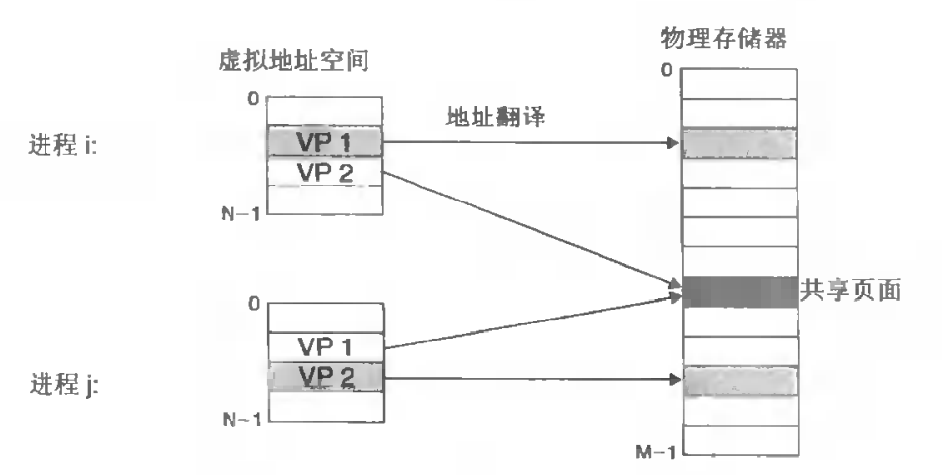 物理存储器
虚拟地址空间
0
0
地址翻译
进程 i:
VP 1
VP 2
N-1
共享页面
0
VP 1
进程 j:
VP 2
N-1
M-1